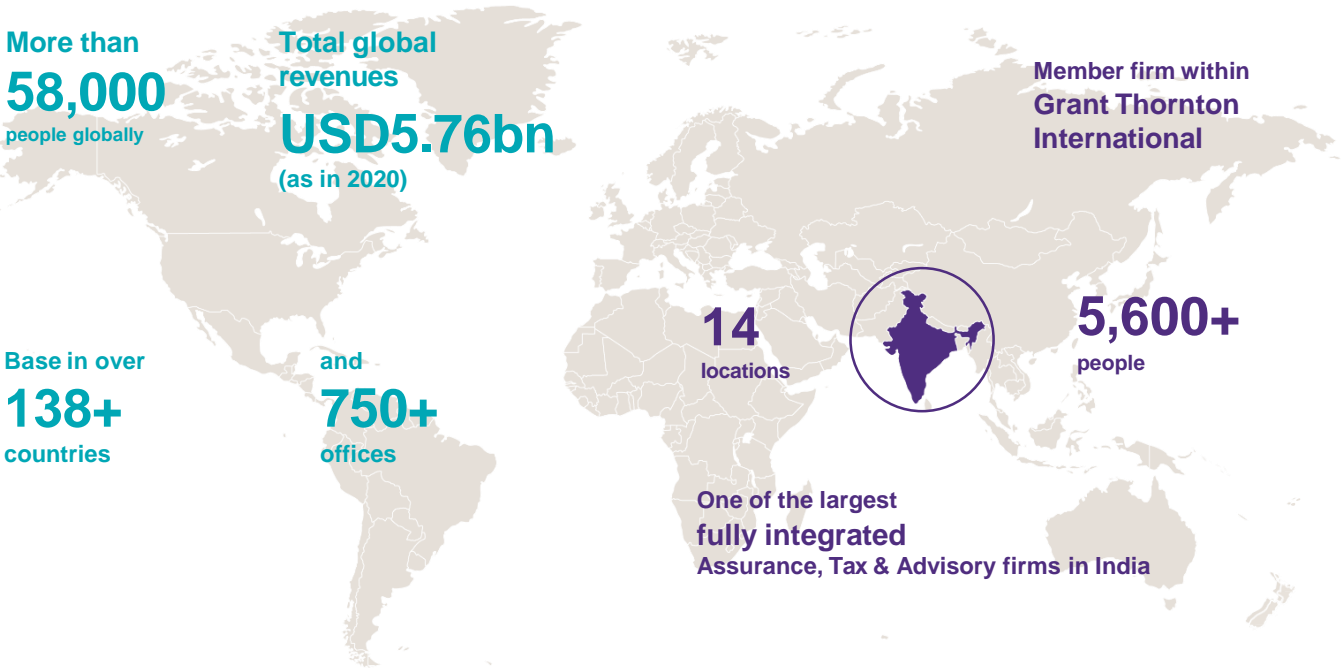 More than
58,000
people globally
Total global
revenues
USD5.76bn
(as in 2020)
Base in over
138+
countries
and
750+
offices
Member firm within
Grant Thornton
International
14
locations
5,600+
people
One of the largest
fully integrated
Assurance, Tax & Advisory firms in India